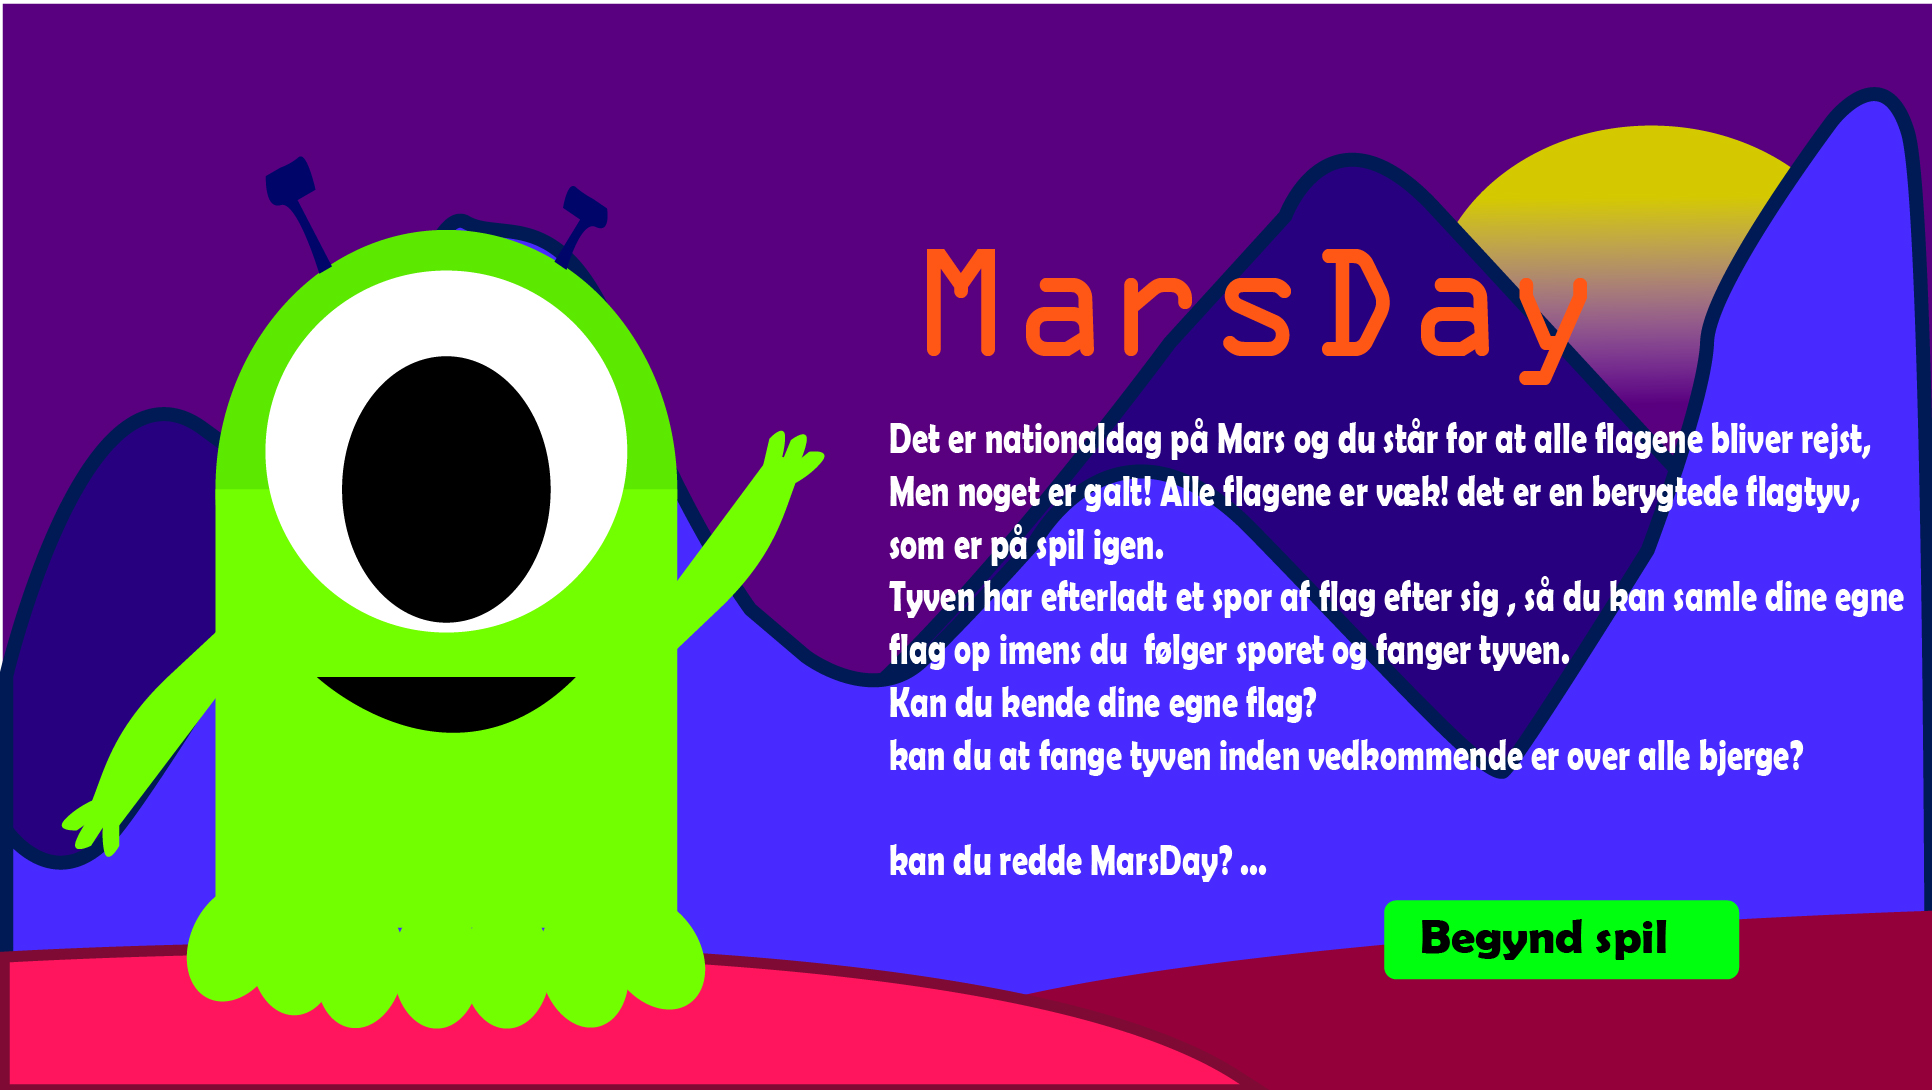 MarsDay
Det er nationaldag på Mars og du står for at alle flagene bliver rejst,
Men noget er galt! Alle flagene er væk! det er en berygtede flagtyv,
som er på spil igen.
Tyven har efterladt et spor af flag efter sig , så du kan samle dine egne
flag op imens du  følger sporet og fanger tyven.
Kan du kende dine egne flag?
kan du at fange tyven inden vedkommende er over alle bjerge?
kan du redde MarsDay? ...
Begynd spil